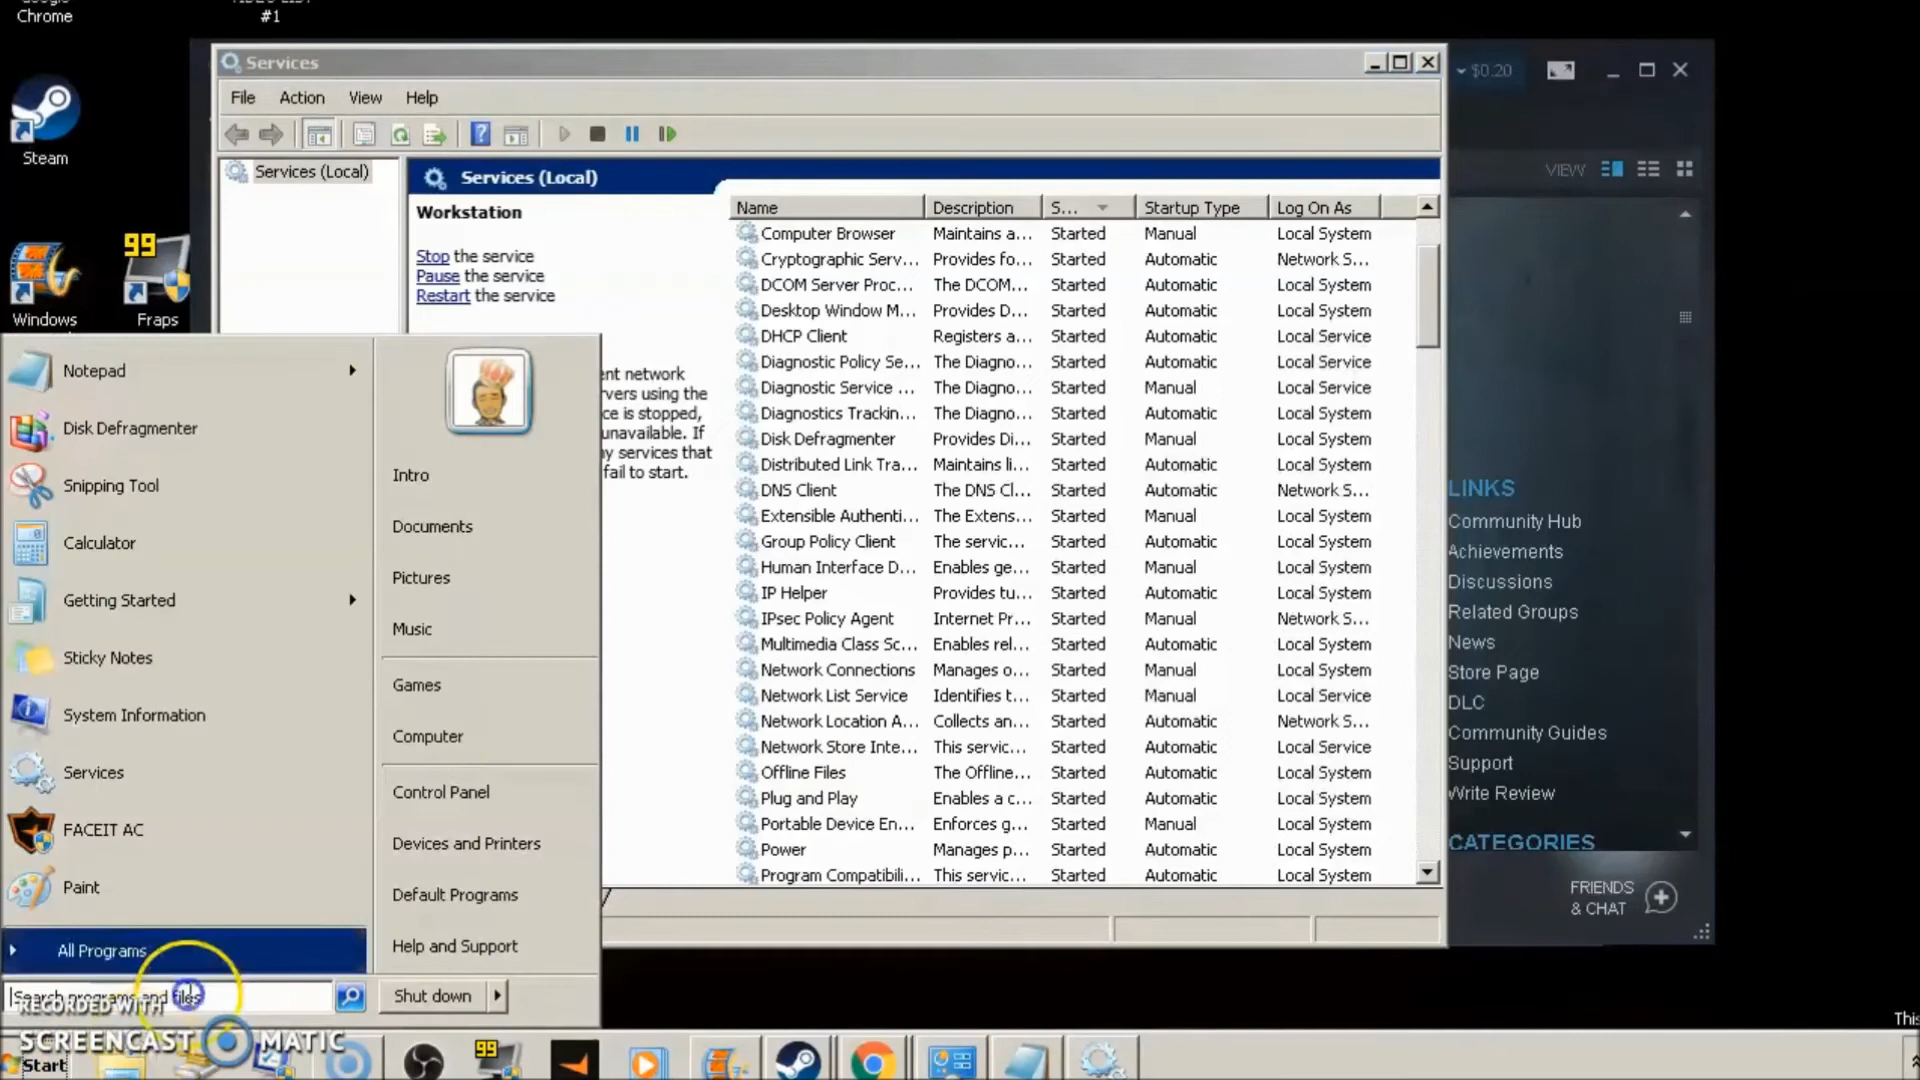 Chrome
#1
Steam
Windows
99
Fraps
Services
File Action View Help
Services (Local)
Services (Local)
Workstation
Stop the service
Pause the service
Restart the service
ent network
rvers using the
ce is stopped,
unavailable. If
ny services that
fail to start.
Name Description S... Startup Type Log On As
Computer Browser Maintains a... Started Manual Local System
Cryptographic Serv... Provides fo... Started Automatic Network S...
DCOM Server Proc... The DCOM... Started Automatic Local System
Desktop Window M... Provides D... Started Automatic Local System
DHCP Client Registers a... Started Automatic Local Service
Diagnostic Policy Se... The Diagno... Started Automatic Local Service
Diagnostic Service ... The Diagno... Started Manual Local Service
Diagnostics Trackin... The Diagno... Started Automatic Local System
Disk Defragmenter Provides Di... Started Manual Local System
Distributed Link Tra... Maintains li... Started Automatic Local System
DNS Client The DNS Cl... Started Automatic Network S...
Extensible Authenti... The Extens... Started Manual Local System
Group Policy Client The servic... Started Automatic Local System
Human Interface D... Enables ge... Started Manual Local System
IP Helper Provides tu... Started Automatic Local System
IPsec Policy Agent Internet Pr... Started Manual Network S...
Multimedia Class Sc... Enables rel... Started Automatic Local System
Network Connections Manages o... Started Manual Local System
Network List Service Identifies t... Started Manual Local Service
Network Location A... Collects an... Started Automatic Network S...
Network Store Inte... This servic... Started Automatic Local Service
Offline Files The Offline... Started Automatic Local System
Plug and Play Enables a c... Started Automatic Local System
Portable Device En... Enforces g... Started Manual Local System
Power Manages p... Started Automatic Local System
Program Compatibili... This servic... Started Automatic Local System
Notepad
Disk Defragmenter
Snipping Tool
Calculator
Getting Started
Sticky Notes
System Information
Services
FACEIT AC
Paint
All Programs
Search programs and files
Intro
Documents
Pictures
Music
Games
Computer
Control Panel
Devices and Printers
Default Programs
Help and Support
Shut down
$0.20
VIEW
LINKS
Community Hub
Achievements
Discussions
Related Groups
News
Store Page
DLC
Community Guides
Support
Write Review
CATEGORIES
FRIENDS
& CHAT
This
RECORDED WITH
SCREENCAST MATIC
Start
99